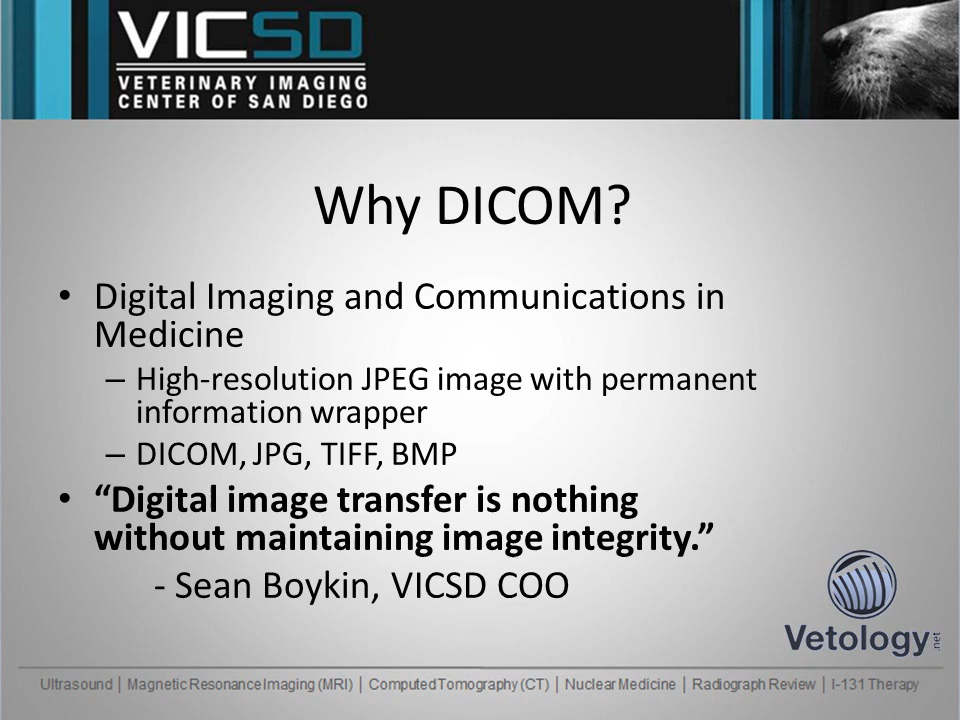 VICSD
VETERINARY IMAGING
CENTER OF SAN DIEGO
Why DICOM?
• Digital Imaging and Communications in
Medicine
– High-resolution JPEG image with permanent
information wrapper
– DICOM, JPG, TIFF, BMP
• “Digital image transfer is nothing
without maintaining image integrity.”
- Sean Boykin, VICSD COO
Vetology.net
Ultrasound | Magnetic Resonance Imaging (MRI) | Computed Tomography (CT) | Nuclear Medicine | Radiograph Review | I-131 Therapy